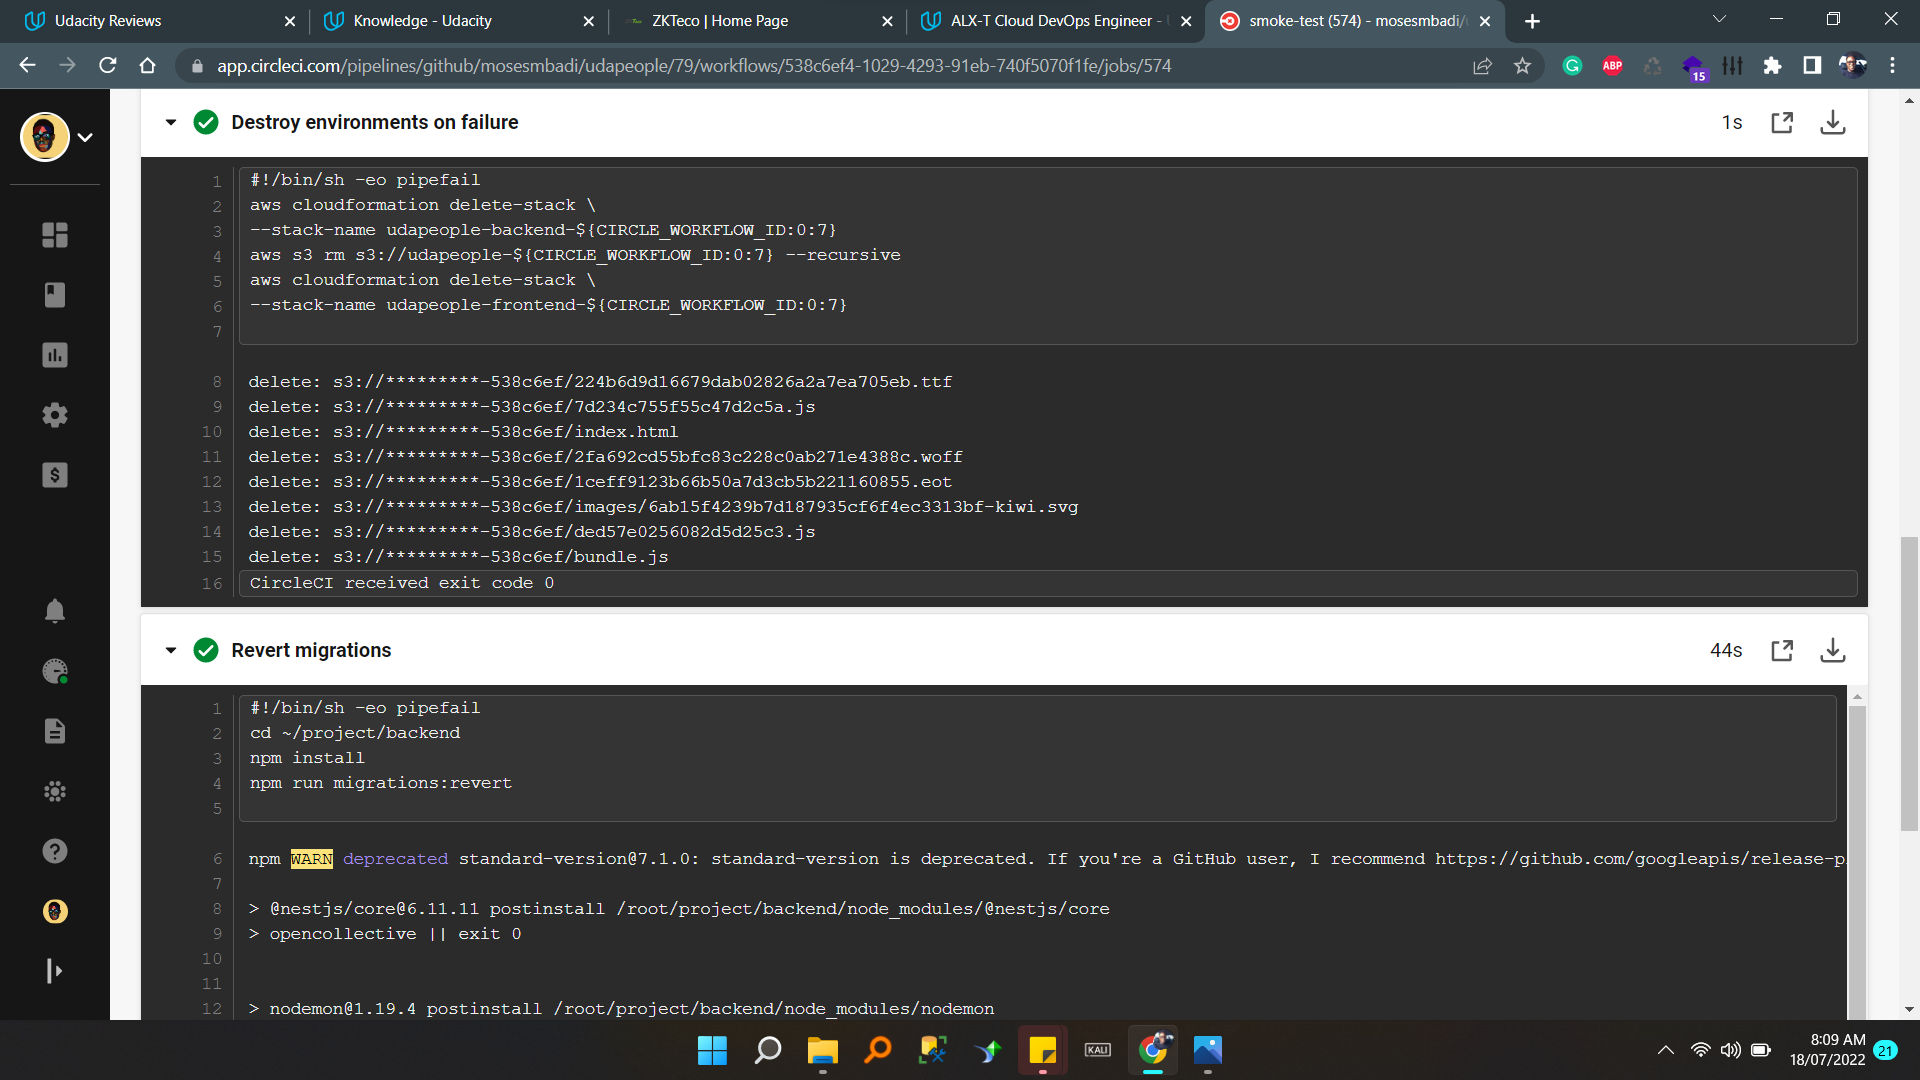 Udacity Reviews
Knowledge - Udacity
ZKTeco | Home Page
ALX-T Cloud DevOps Engineer -
smoke-test (574) - mosesmbadi/
app.circleci.com/pipelines/github/mosesmbadi/udapeople/79/workflows/538c6ef4-1029-4293-91eb-740f5070f1fe/jobs/574
ABP
15
Destroy environments on failure
1s
1 #!/bin/sh -eo pipefail
2 aws cloudformation delete-stack \
3 --stack-name udapeople-backend-${CIRCLE_WORKFLOW_ID:0:7}
4 aws s3 rm s3://udapeople-${CIRCLE_WORKFLOW_ID:0:7} --recursive
5 aws cloudformation delete-stack \
6 --stack-name udapeople-frontend-${CIRCLE_WORKFLOW_ID:0:7}
7
8 delete: s3://*********-538c6ef/224b6d9d16679dab02826a2a7ea705eb.ttf
9 delete: s3://*********-538c6ef/7d234c755f55c47d2c5a.js
10 delete: s3://*********-538c6ef/index.html
11 delete: s3://*********-538c6ef/2fa692cd55bfc83c228c0ab271e4388c.woff
12 delete: s3://*********-538c6ef/1ceff9123b66b50a7d3cb5b221160855.eot
13 delete: s3://*********-538c6ef/images/6ab15f4239b7d187935cf6f4ec3313bf-kiwi.svg
14 delete: s3://*********-538c6ef/ded57e0256082d5d25c3.js
15 delete: s3://*********-538c6ef/bundle.js
16 CircleCI received exit code 0
Revert migrations
44s
1 #!/bin/sh -eo pipefail
2 cd ~/project/backend
3 npm install
4 npm run migrations:revert
5
6 npm WARN deprecated standard-version@7.1.0: standard-version is deprecated. If you're a GitHub user, I recommend https://github.com/googleapis/release-p
7
8 > @nestjs/core@6.11.11 postinstall /root/project/backend/node_modules/@nestjs/core
9 > opencollective || exit 0
10
11
12 > nodemon@1.19.4 postinstall /root/project/backend/node_modules/nodemon
KALI
8:09 AM
18/07/2022
21